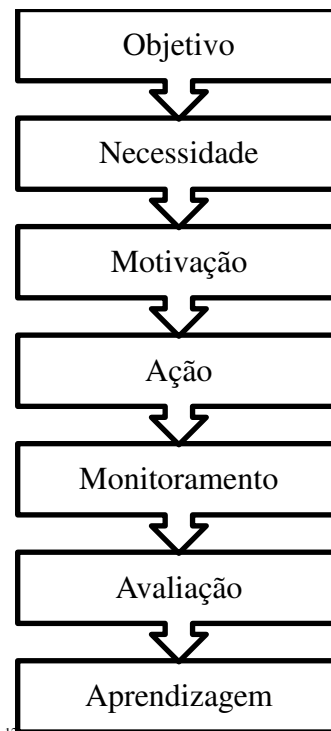 Objetivo
Necessidade
Motivação
Ação
Monitoramento
Avaliação
Aprendizagem